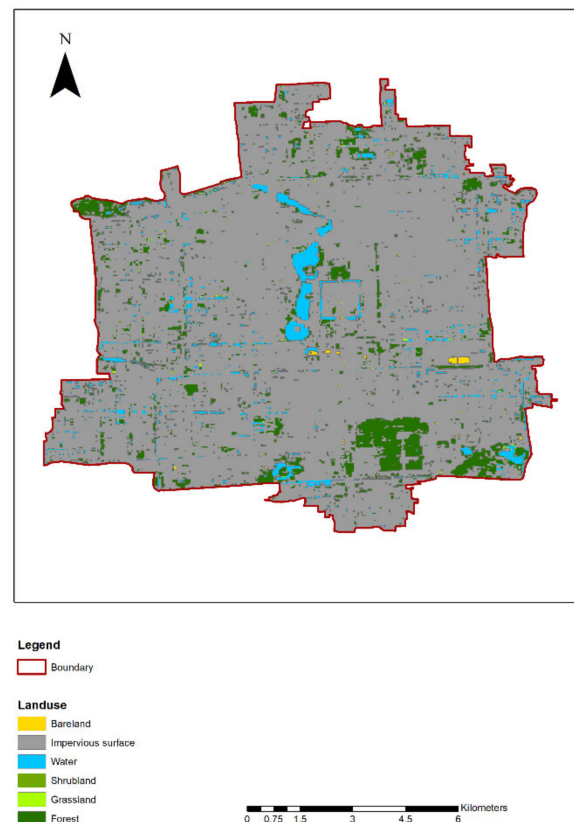 N
Legend
Boundary
Landuse
Bareland
Impervious surface
Water
Shrubland
Grassland
Forest
Kilometers
0 0.75 1.5 3 4.5 6